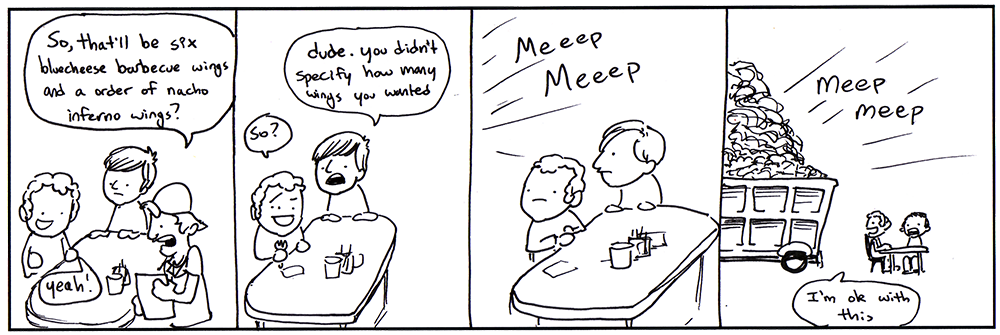 So, that'll be six
bluecheese barbecue wings
and a order of nacho
inferno wings?
yeah!
dude. you didn't
specify how many
wings you wanted
So?
Meeep
Meeep
Meep
meep
I'm ok with
this